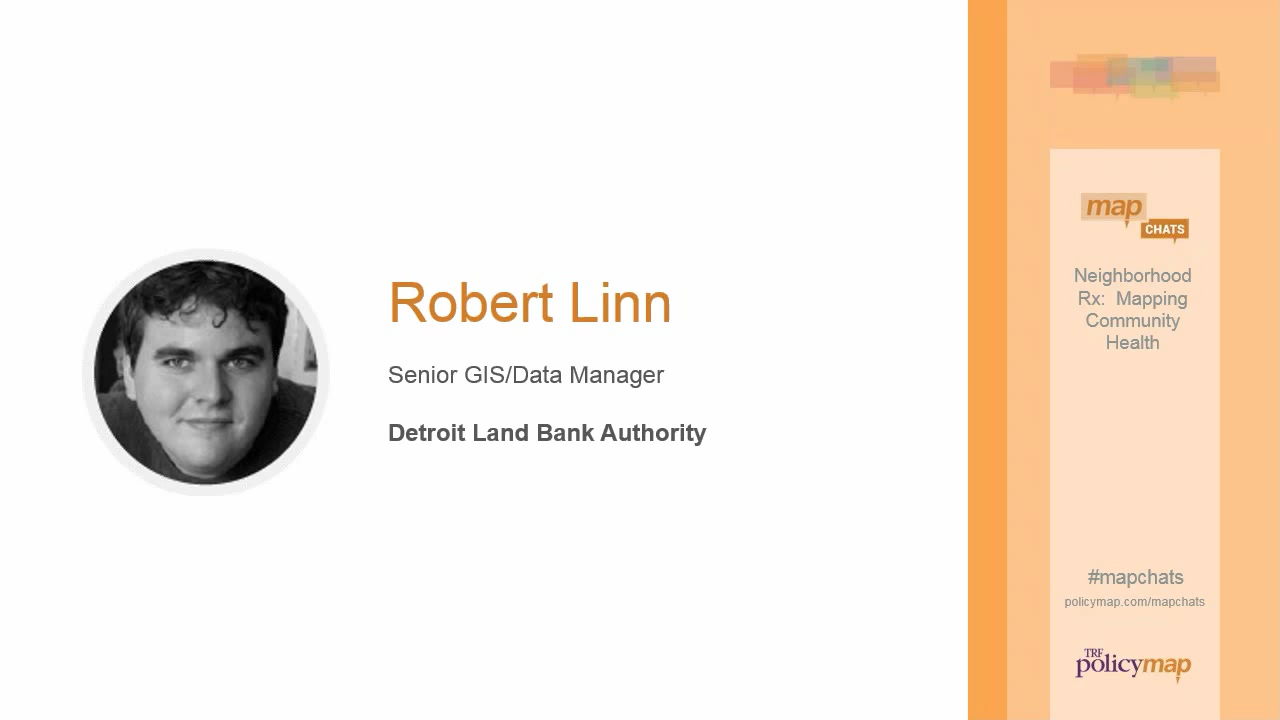 Robert Linn
Senior GIS/Data Manager
Detroit Land Bank Authority
map
CHATS
Neighborhood
Rx: Mapping
Community
Health
#mapchats
policymap.com/mapchats
TRF
policymap